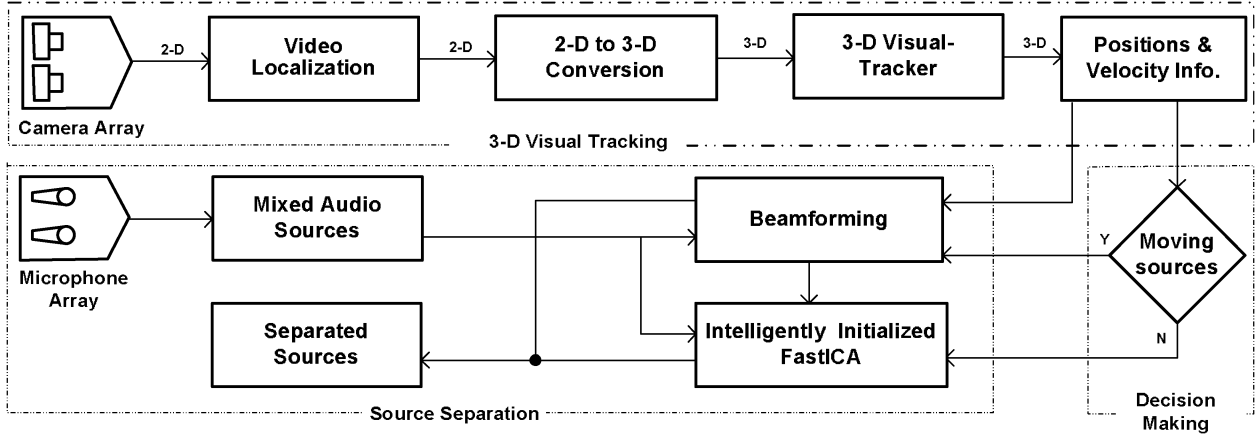 2-D
Video
Localization
2-D
2-D to 3-D
Conversion
3-D
3-D Visual-
Tracker
3-D
Positions &
Velocity Info.
Camera Array
3-D Visual Tracking
Mixed Audio
Sources
Beamforming
Y
Moving
sources
Microphone
Array
Separated
Sources
Intelligently Initialized
FastICA
N
Source Separation
Decision
Making